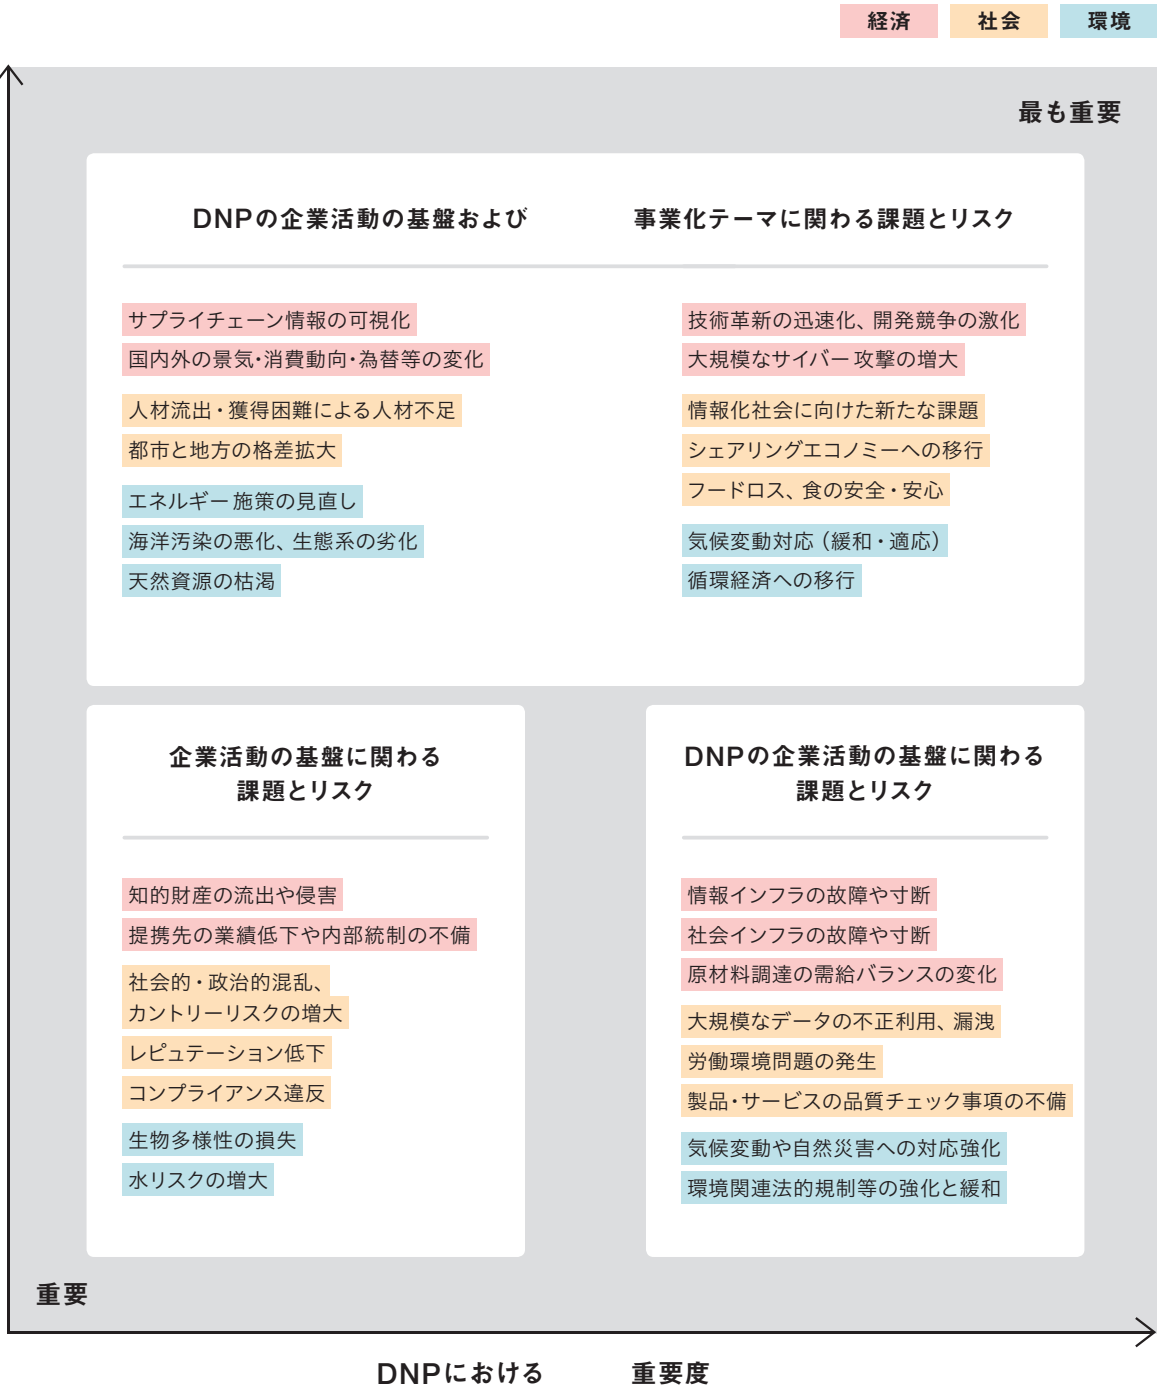 経済
社会
環境
最も重要
DNPの企業活動の基盤および 事業化テーマに関わる課題とリスク
サプライチェーン情報の可視化
国内外の景気・消費動向・為替等の変化
人材流出・獲得困難による人材不足
都市と地方の格差拡大
エネルギー施策の見直し
海洋汚染の悪化、生態系の劣化
天然資源の枯渇
技術革新の迅速化、開発競争の激化
大規模なサイバー攻撃の増大
情報化社会に向けた新たな課題
シェアリングエコノミーへの移行
フードロス、食の安全・安心
気候変動対応（緩和・適応）
循環経済への移行
企業活動の基盤に関わる
課題とリスク
知的財産の流出や侵害
提携先の業績低下や内部統制の不備
社会的・政治的混乱、
カントリーリスクの増大
レピュテーション低下
コンプライアンス違反
生物多様性の損失
水リスクの増大
DNPの企業活動の基盤に関わる
課題とリスク
情報インフラの故障や寸断
社会インフラの故障や寸断
原材料調達の需給バランスの変化
大規模なデータの不正利用、漏洩
労働環境問題の発生
製品・サービスの品質チェック事項の不備
気候変動や自然災害への対応強化
環境関連法的規制等の強化と緩和
重要
DNPにおける 重要度